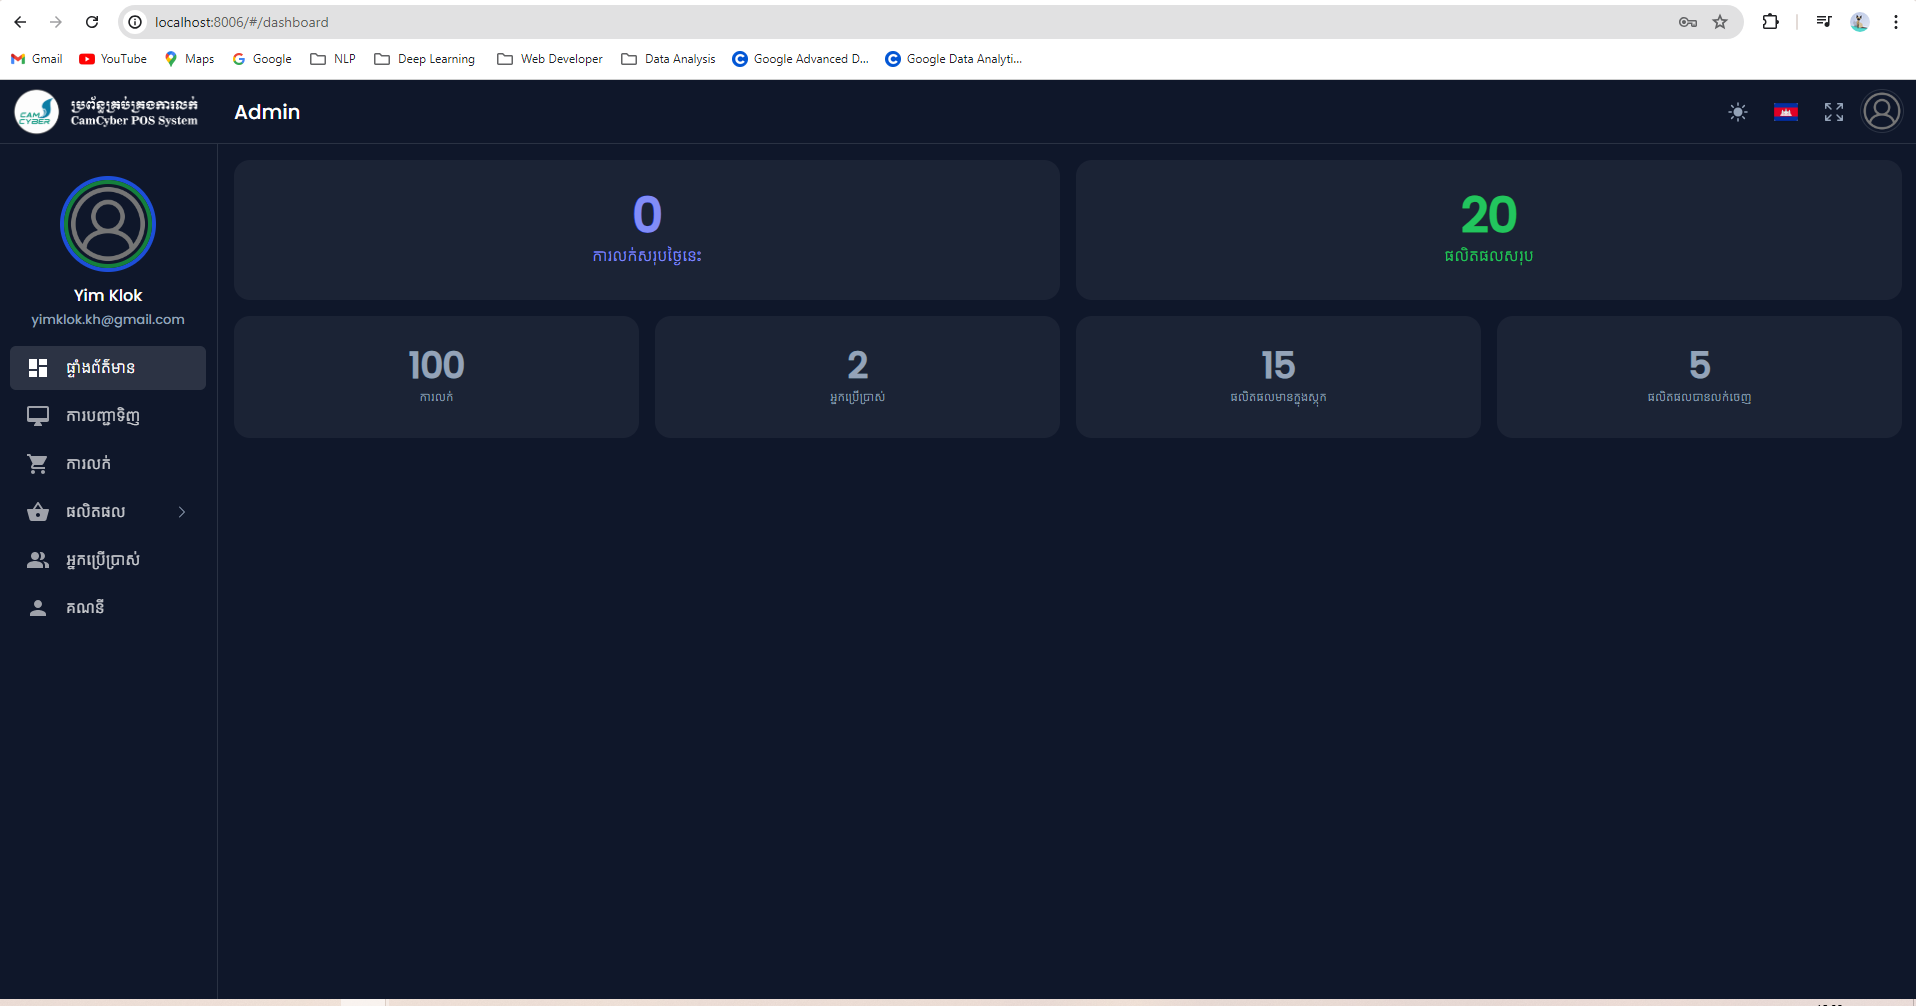 localhost:8006/#/dashboard
Gmail
YouTube
Maps
Google
NLP
Deep Learning
Web Developer
Data Analysis
Google Advanced D...
Google Data Analyti...
CAM
CYBER
ប្រព័ន្ធគ្រប់គ្រងការលក់
CamCyber POS System
Admin
Yim Klok
yimklok.kh@gmail.com
ផ្ទាំងព័ត៌មាន
ការបញ្ជាទិញ
ការលក់
ផលិតផល
អ្នកប្រើប្រាស់
គណនី
0
ការលក់សរុបថ្ងៃនេះ
20
ផលិតផលសរុប
100
ការលក់
2
អ្នកប្រើប្រាស់
15
ផលិតផលមានក្នុងស្តុក
5
ផលិតផលបានលក់ចេញ